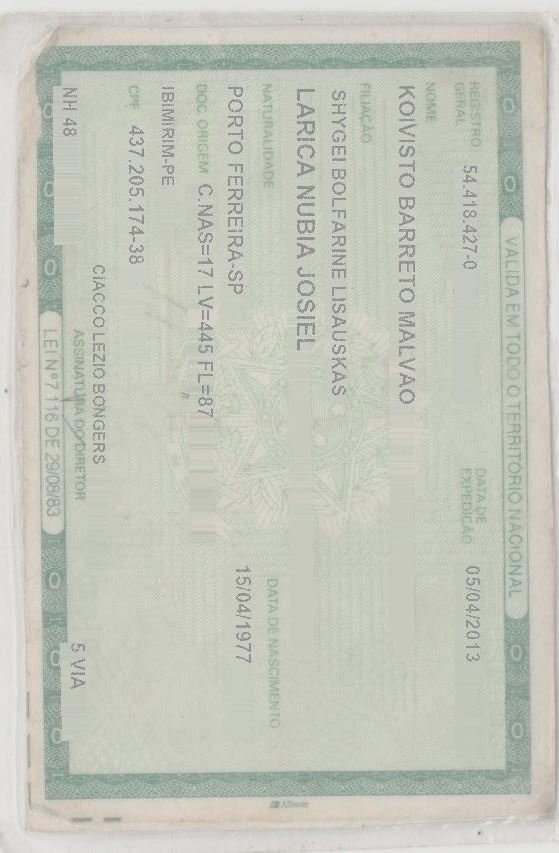 VALIDA EM TODO O TERRITORIO NACIONAL
REGISTRO GERAL 54.418.427-0 DATA DE EXPEDIÇÃO 05/04/2013
NOME
KOIVISTO BARRETO MALVAO
FILIAÇÃO
SHYGEI BOLFARINE LISAUSKAS
LARICA NUBIA JOSIEL
NATURALIDADE DATA DE NASCIMENTO
PORTO FERREIRA-SP 15/04/1977
DOC ORIGEM C.NAS=17 LV=445 FL=87
IBIMIRIM-PE
CPF 437.205.174-38
CIACCO LEZIO BONGERS
ASSINATURA DO DIRETOR
NH 48 5 VIA
LEI Nº 7 116 DE 29/08/83